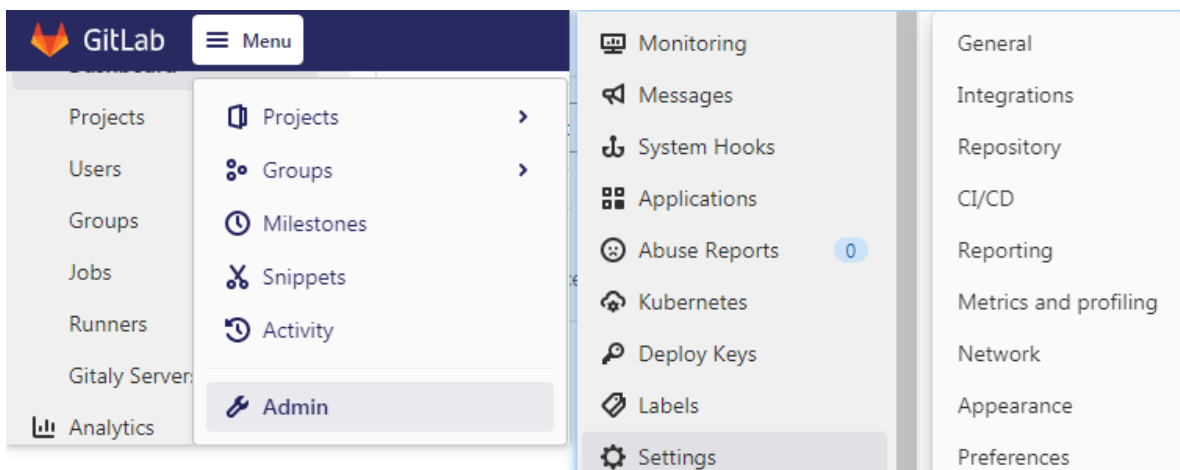 GitLab
Menu
Projects
Users
Groups
Jobs
Runners
Gitaly Server
Analytics
Projects
Groups
Milestones
Snippets
Activity
Admin
Monitoring
Messages
System Hooks
Applications
Abuse Reports 0
Kubernetes
Deploy Keys
Labels
Settings
General
Integrations
Repository
CI/CD
Reporting
Metrics and profiling
Network
Appearance
Preferences